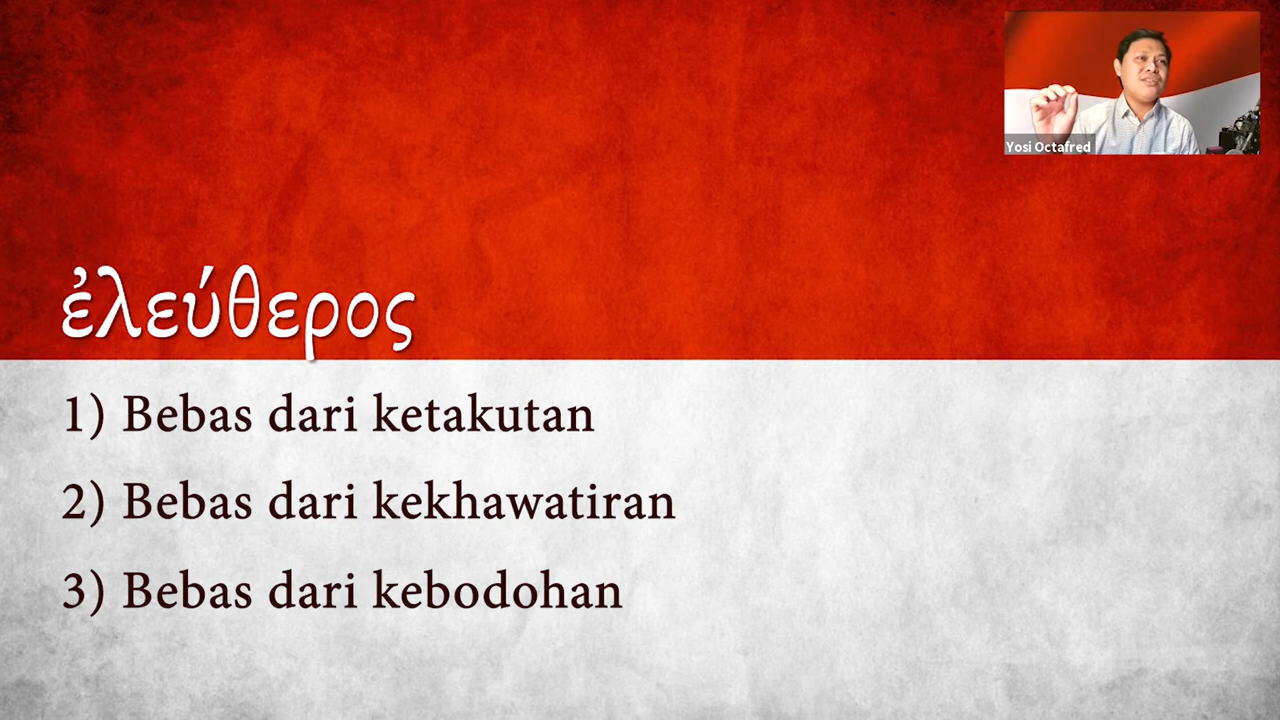 Yosi Octafred
ἐλεύθερος
1) Bebas dari ketakutan
2) Bebas dari kekhawatiran
3) Bebas dari kebodohan